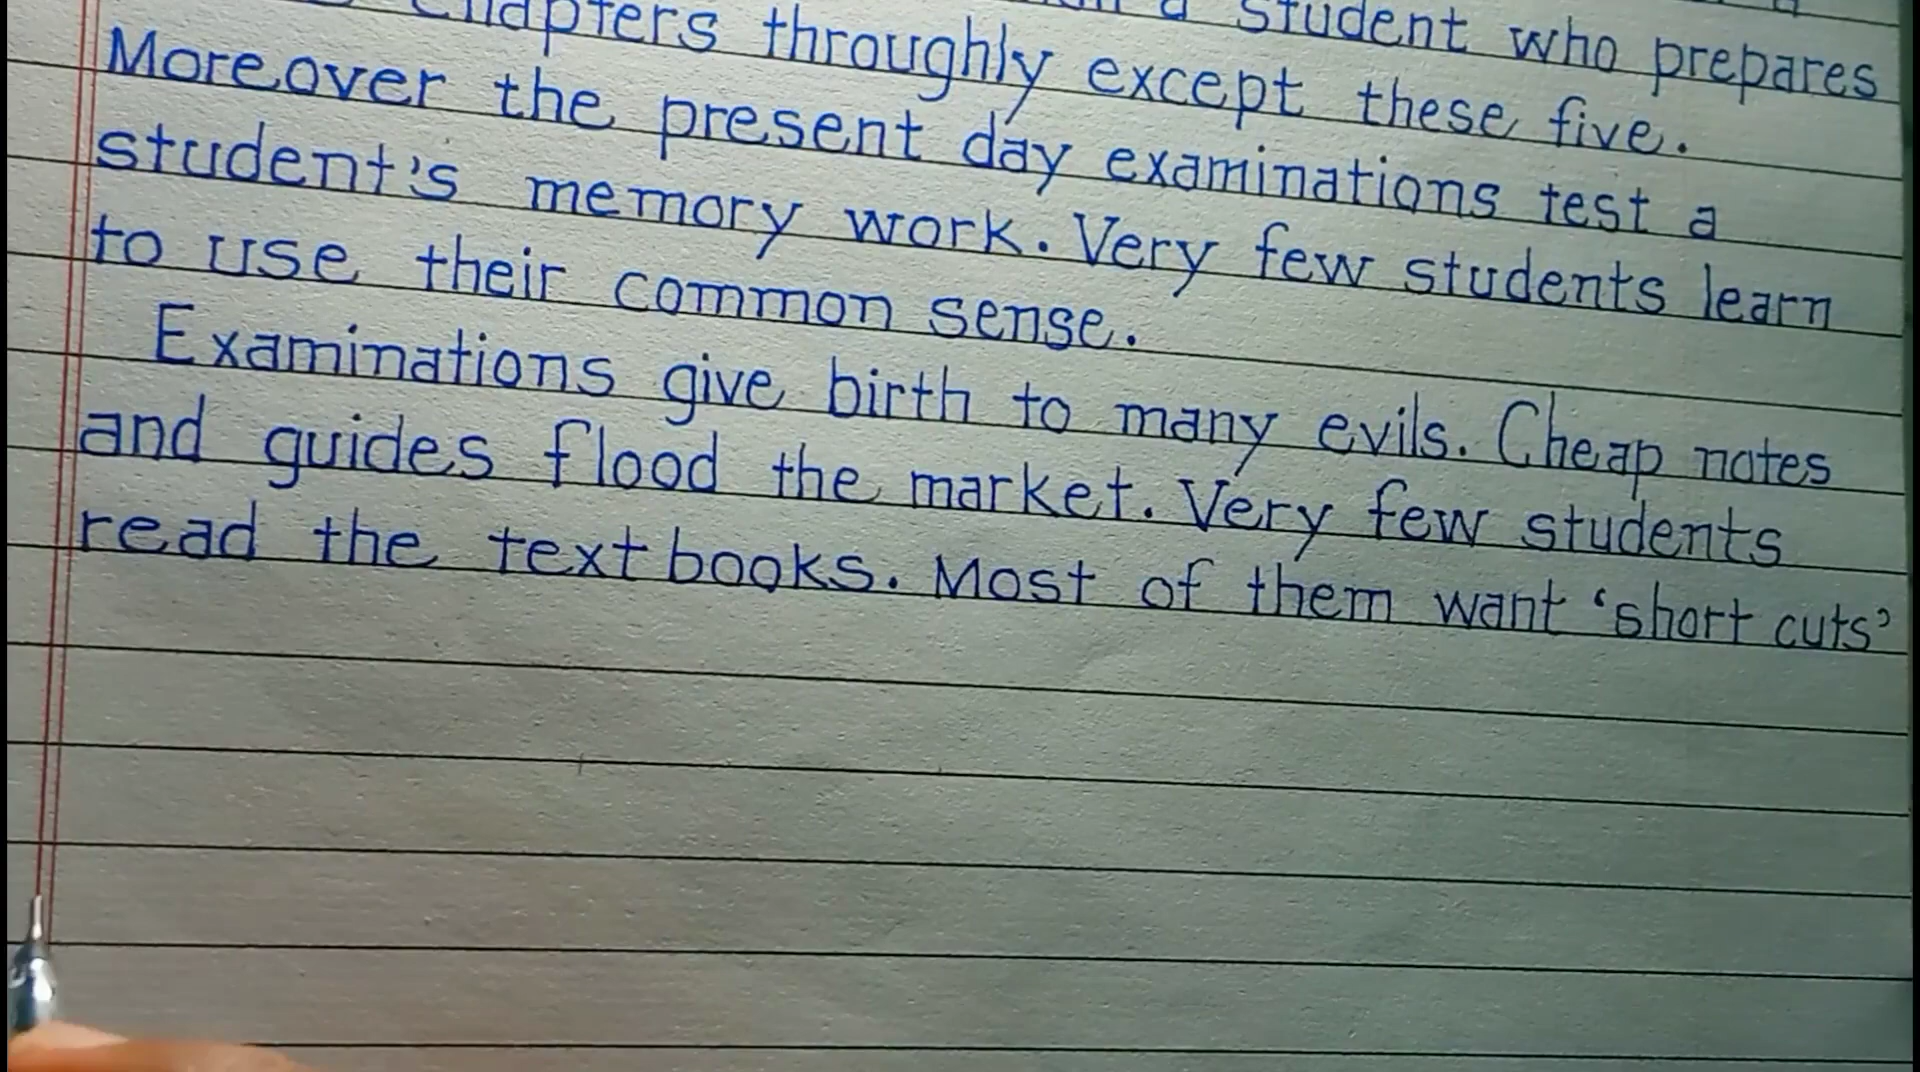 a student who prepares
chapters throughly except these five.
Moreover the present day examinations test a
student's memory work. Very few students learn
to use their common sense.
Examinations give birth to many evils. Cheap notes
and guides flood the market. Very few students
read the text books. Most of them want 'short cuts'